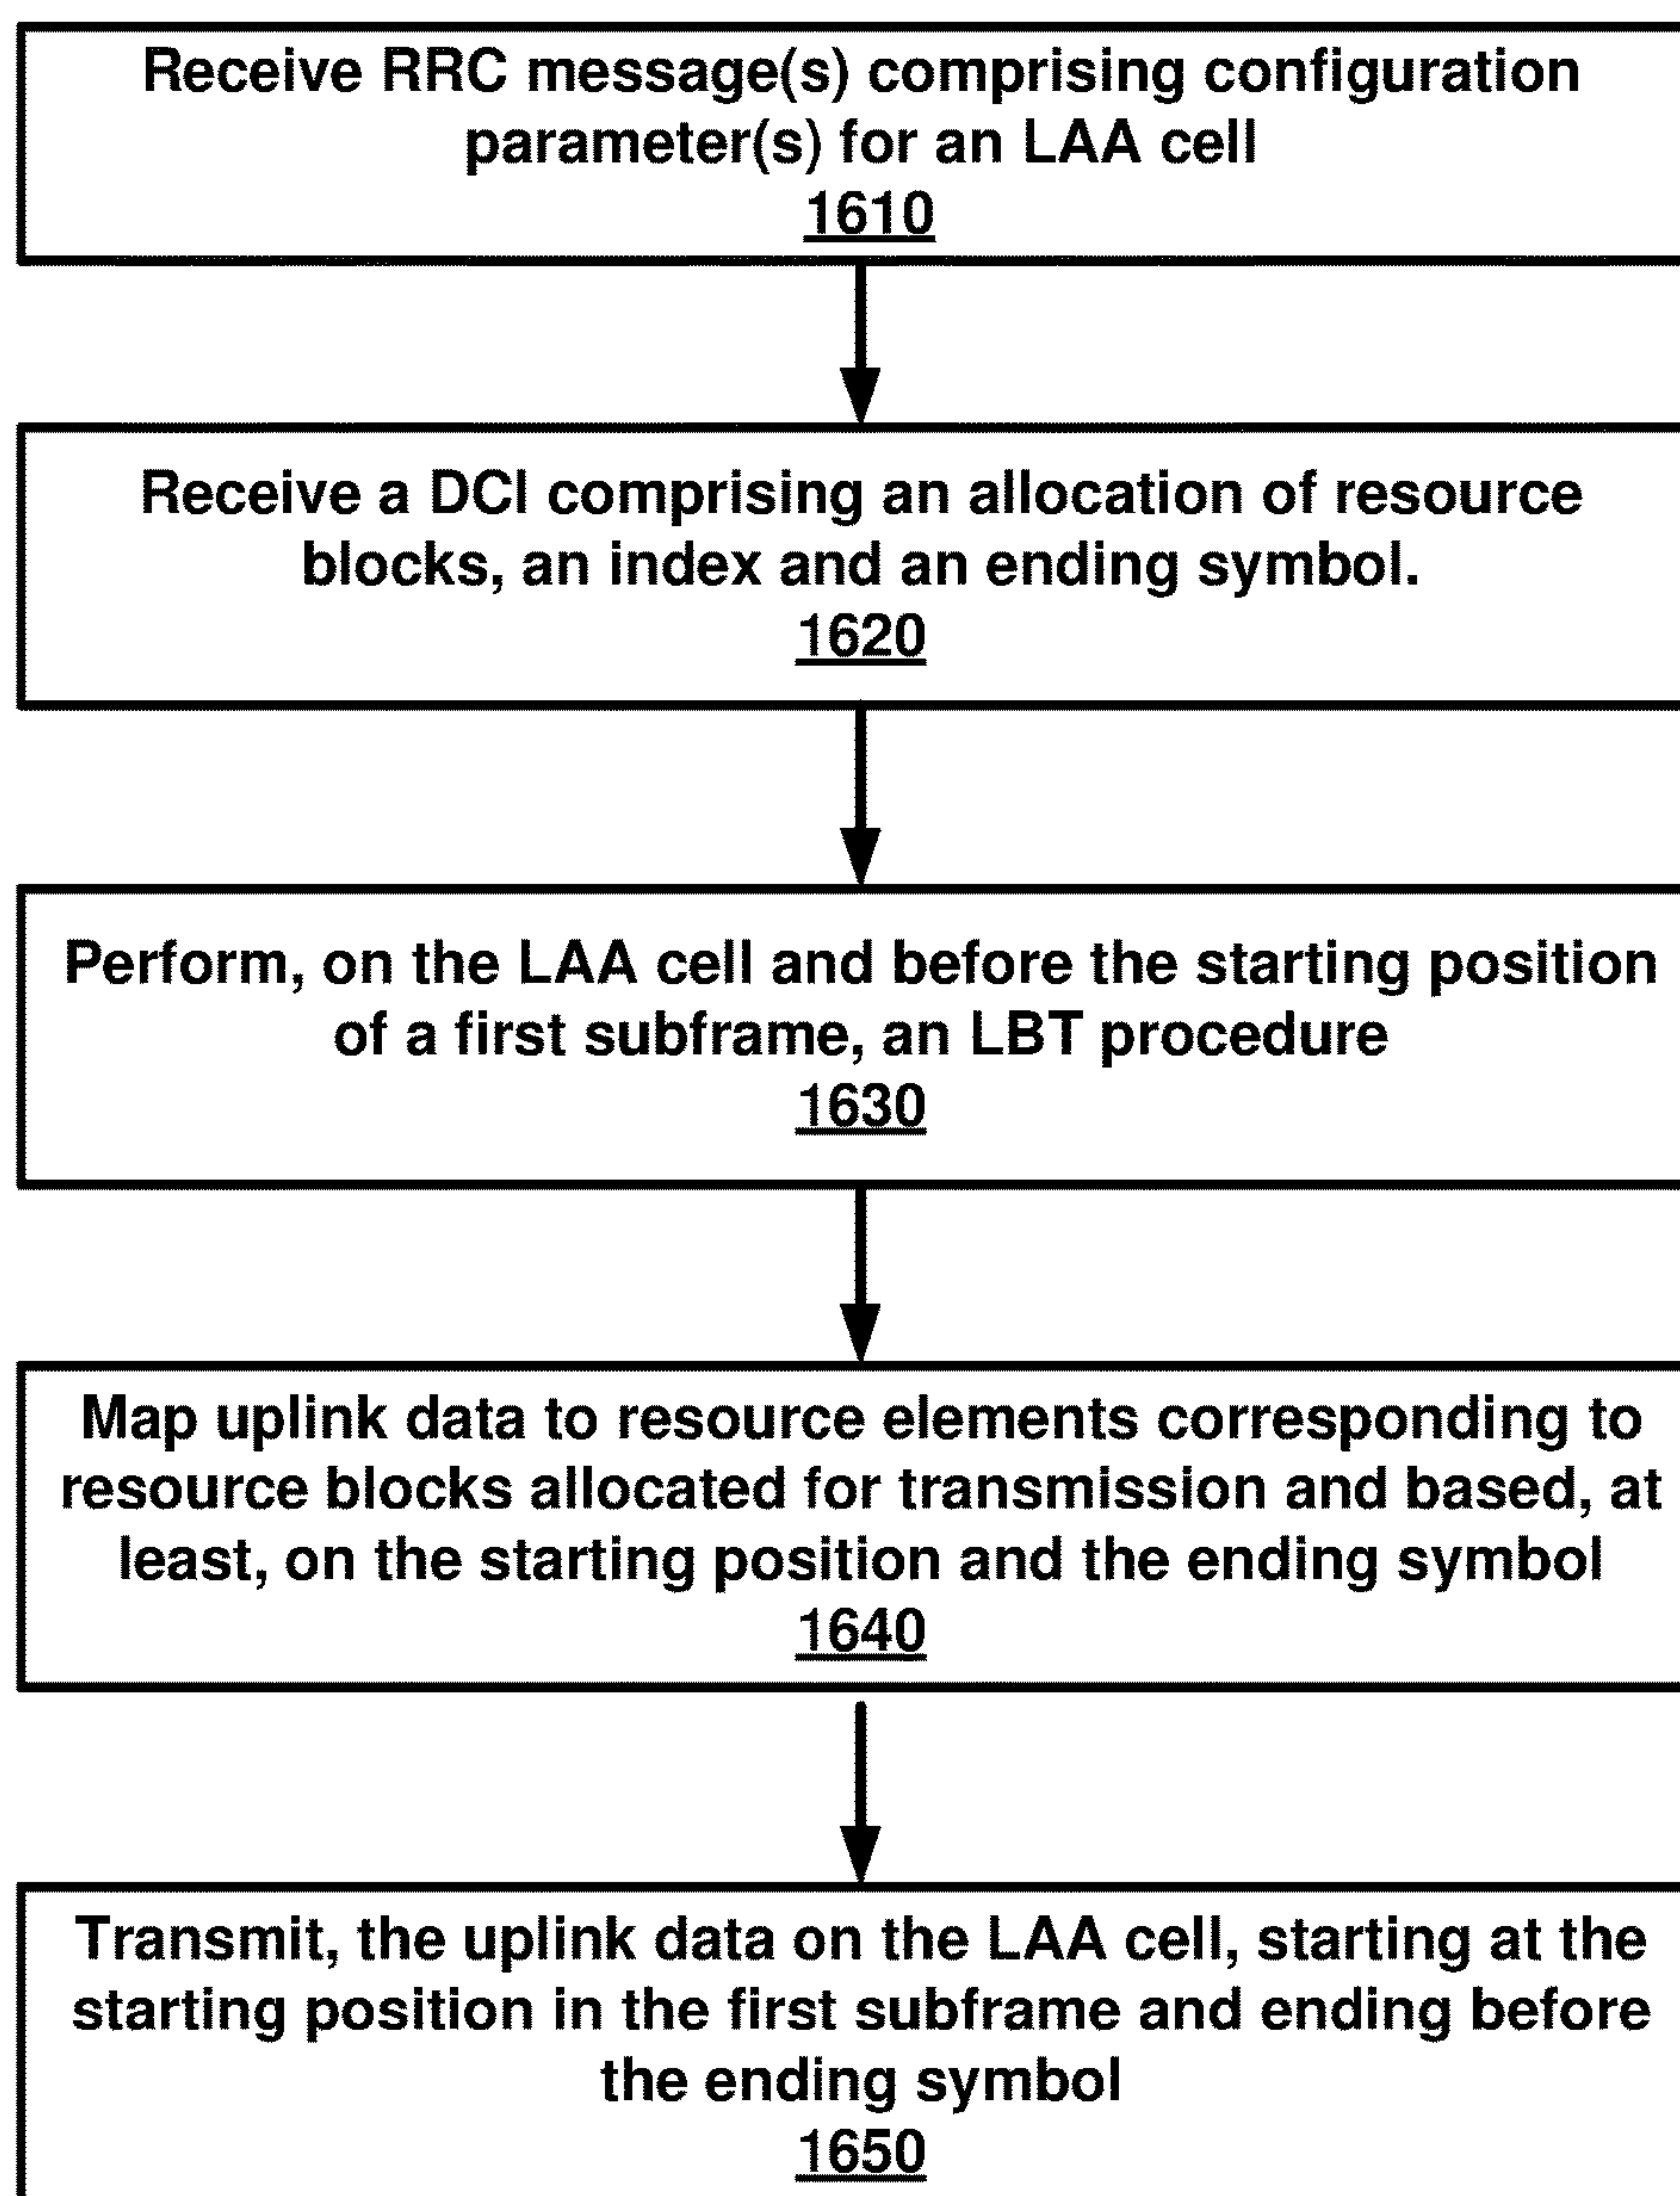 Receive RRC message(s) comprising configuration
parameter(s) for an LAA cell
1610
Receive a DCI comprising an allocation of resource
blocks, an index and an ending symbol.
1620
Perform, on the LAA cell and before the starting position
of a first subframe, an LBT procedure
1630
Map uplink data to resource elements corresponding to
resource blocks allocated for transmission and based, at
least, on the starting position and the ending symbol
1640
Transmit, the uplink data on the LAA cell, starting at the
starting position in the first subframe and ending before
the ending symbol
1650